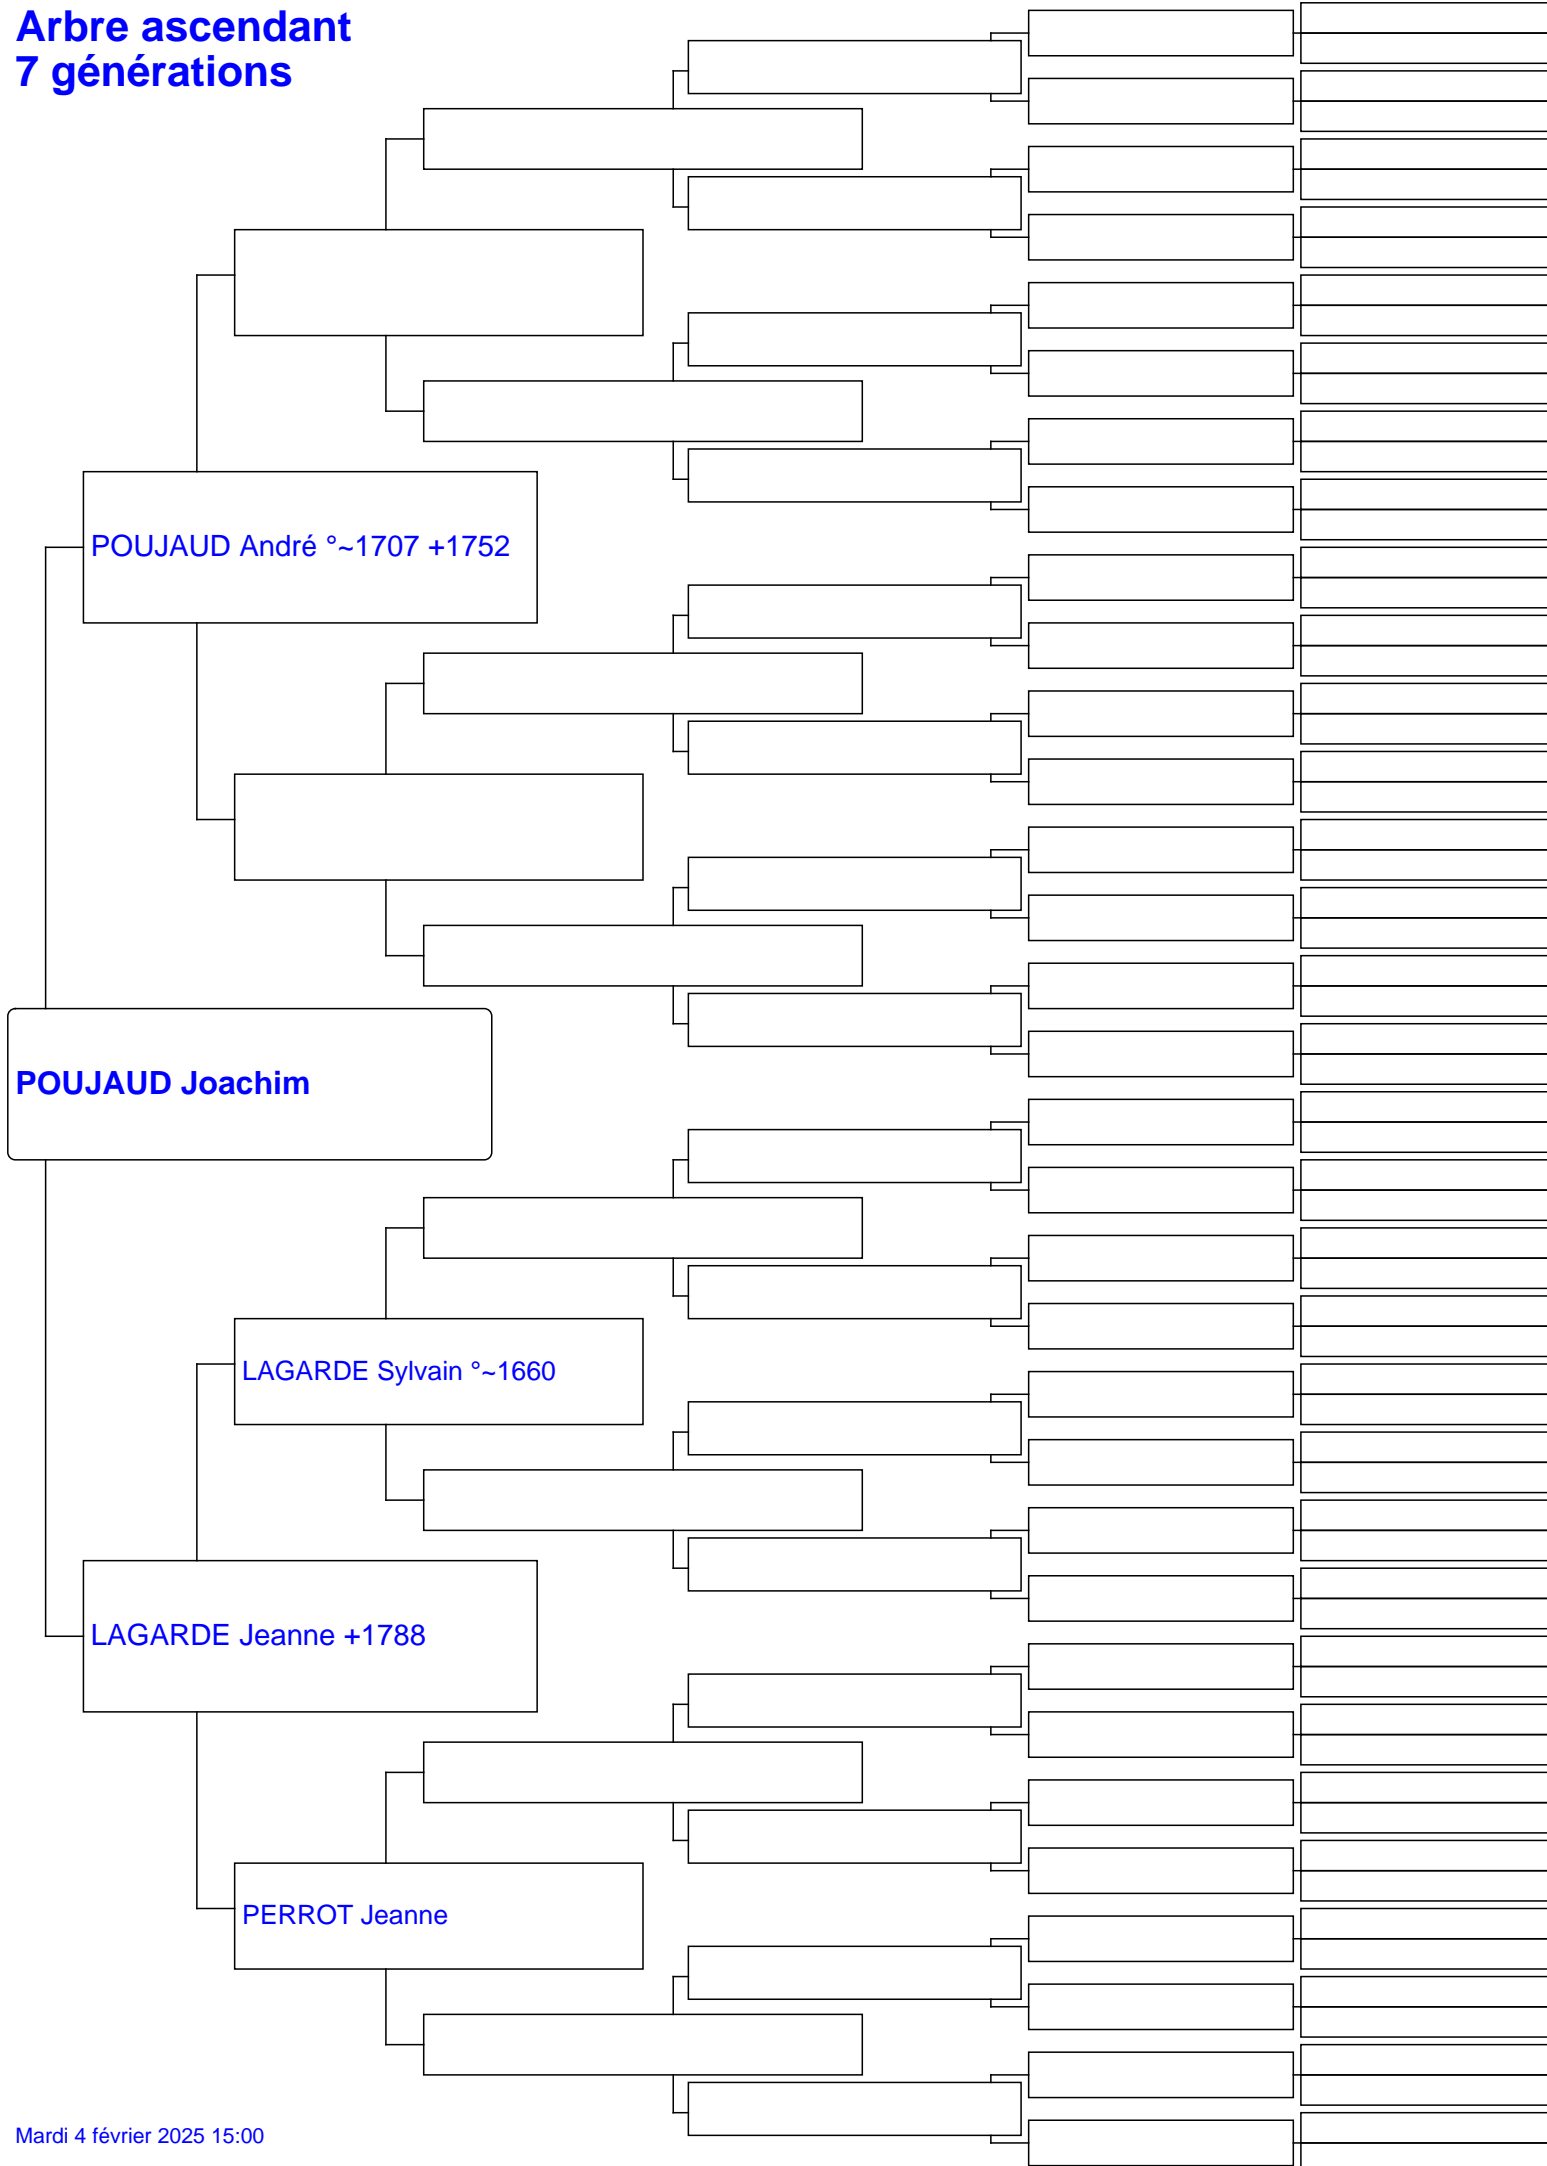 Arbre ascendant
7 générations
POUJAUD André °~1707 +1752
POUJAUD Joachim
LAGARDE Sylvain °~1660
LAGARDE Jeanne +1788
PERROT Jeanne
Mardi 4 février 2025 15:00